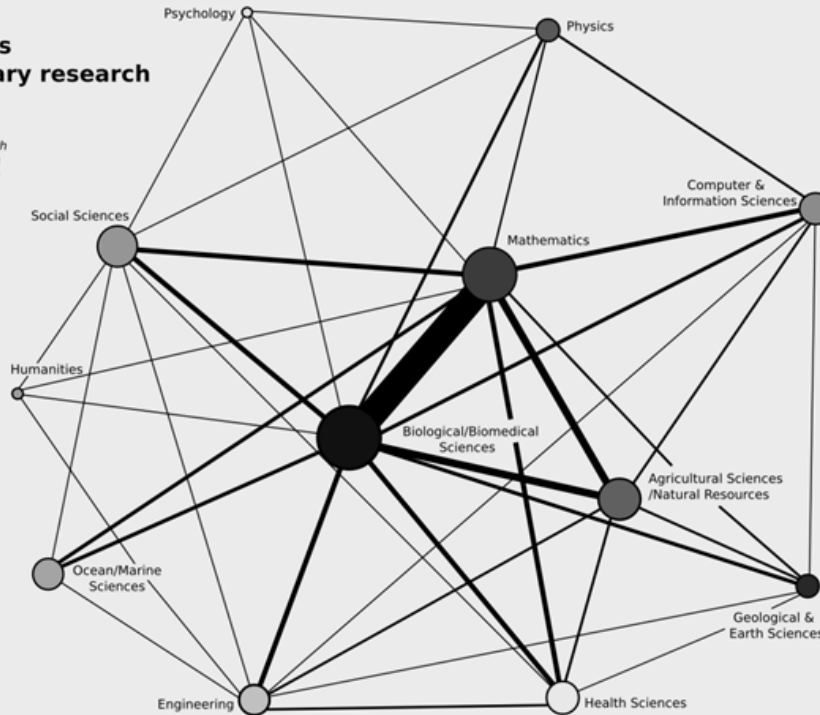 s
ary research
h
Psychology
Physics
Computer &
Information Sciences
Social Sciences
Mathematics
Humanities
Biological/Biomedical
Sciences
Agricultural Sciences
/Natural Resources
Ocean/Marine
Sciences
Geological &
Earth Sciences
Engineering
Health Sciences